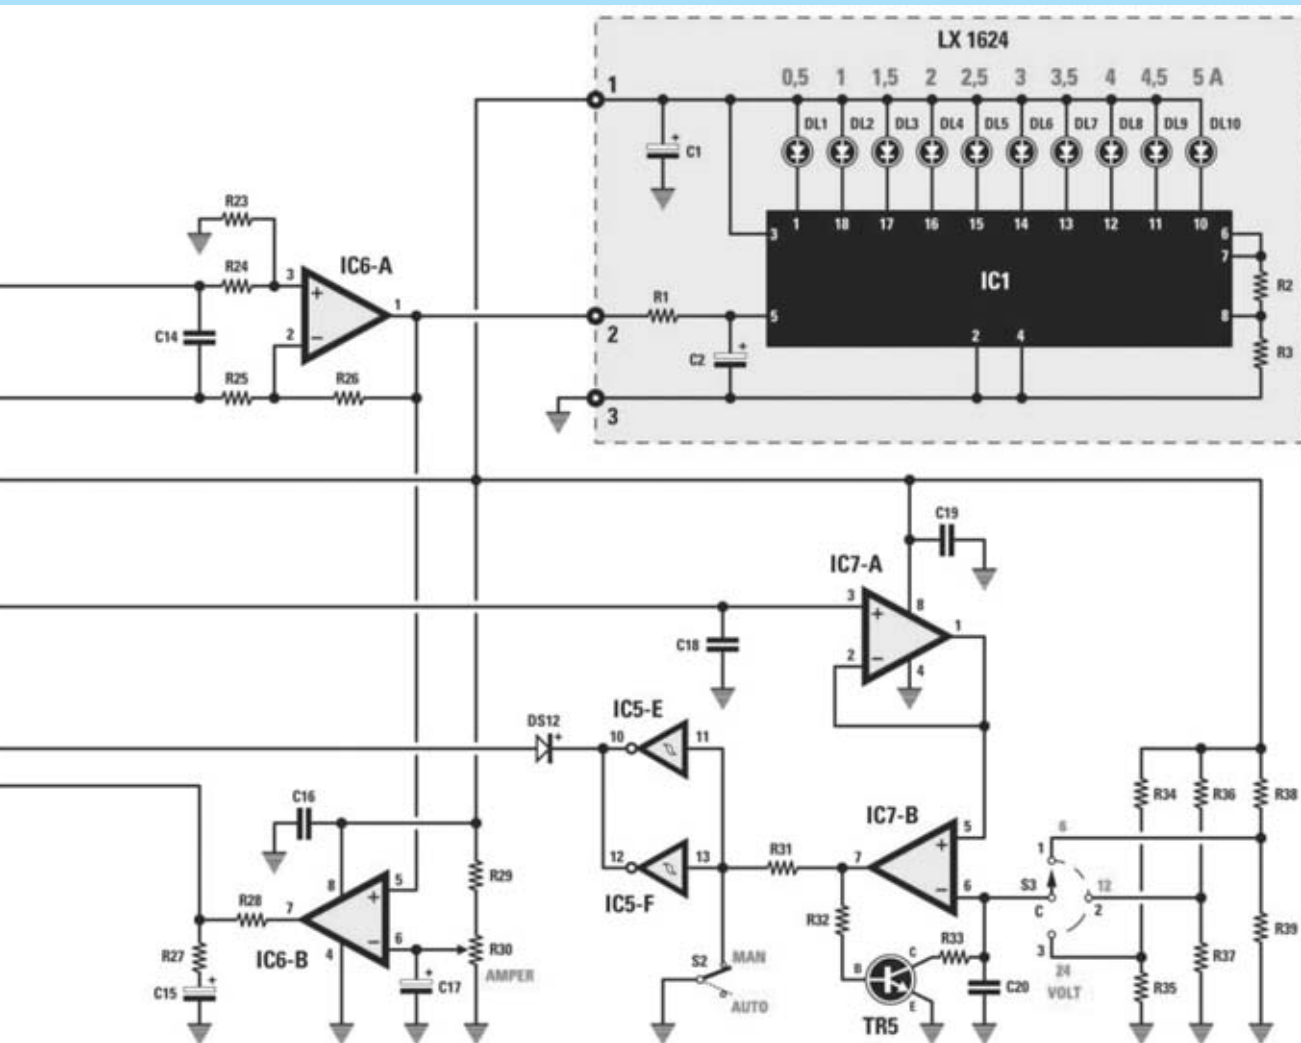 LX 1624
1
0,5 1 1,5 2 2,5 3 3,5 4 4,5 5 A
DL1 DL2 DL3 DL4 DL5 DL6 DL7 DL8 DL9 DL10
C1
1 18 17 16 15 14 13 12 11 10
3 6
7
IC1
R2
R23
R24
3
IC6-A
+
1
C14
2
−
R25
R26
2
R1
5
8
+
C2
2 4
R3
3
C19
IC7-A
3
+
8
1
C18
2
−
4
DS12
+
IC5-E
10
11
C16
IC7-B
R34
R36
R38
5
+
7
6
−
R31
12
13
IC5-F
6
1
S3
12
C
2
3
24
VOLT
R29
8
5
+
R28
7
6
−
4
IC6-B
R30
AMPER
R27
C15
+
C17
+
R32
R33
B
C
E
TR5
C20
S2
MAN
AUTO
R35
R37
R39